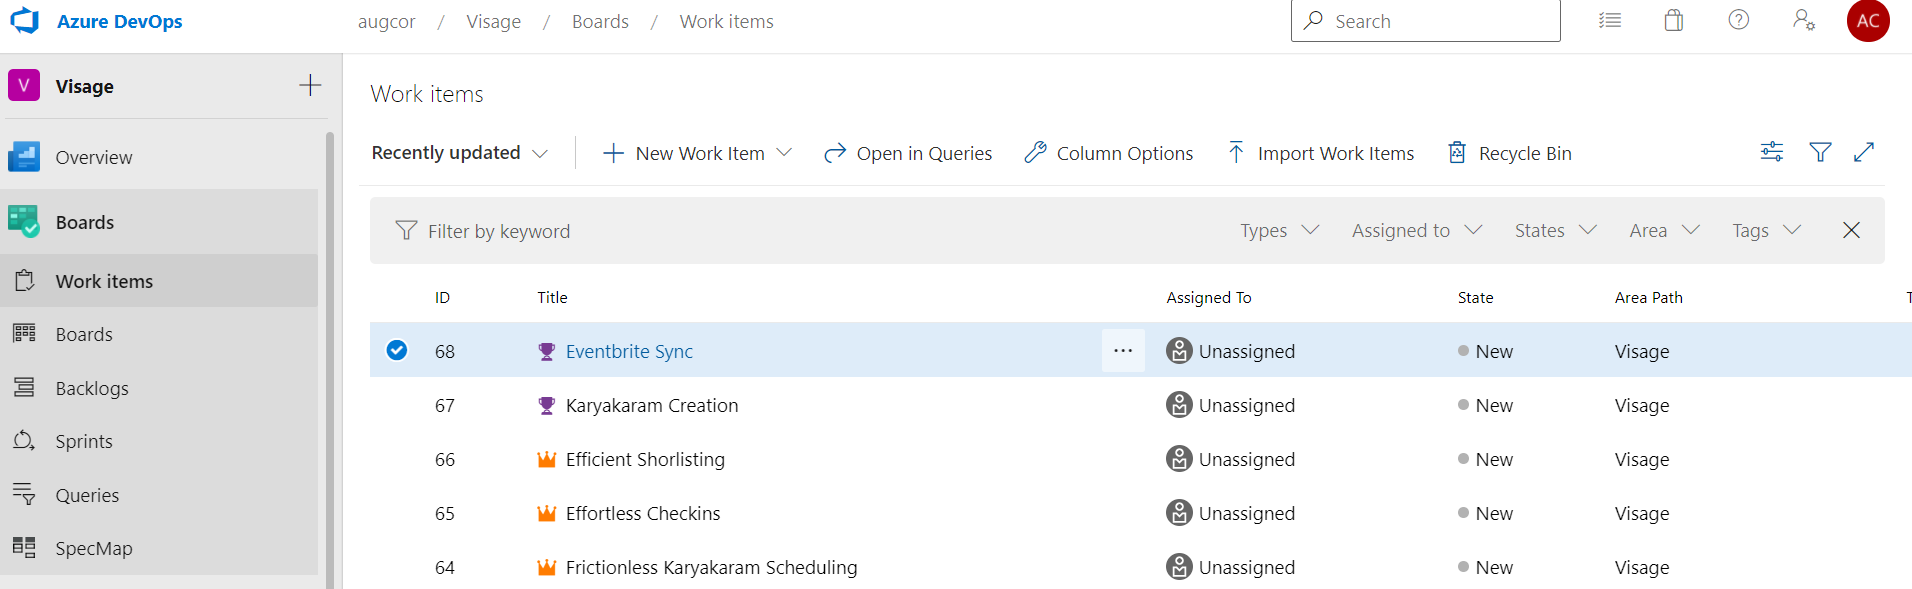 Azure DevOps
augcor / Visage / Boards / Work items
Search
AC
V Visage
Overview
Boards
Work items
Boards
Backlogs
Sprints
Queries
SpecMap
Work items
Recently updated
New Work Item
Open in Queries
Column Options
Import Work Items
Recycle Bin
Filter by keyword
Types
Assigned to
States
Area
Tags
ID Title Assigned To State Area Path T
68 Eventbrite Sync ... Unassigned New Visage
67 Karyakaram Creation Unassigned New Visage
66 Efficient Shorlisting Unassigned New Visage
65 Effortless Checkins Unassigned New Visage
64 Frictionless Karyakaram Scheduling Unassigned New Visage